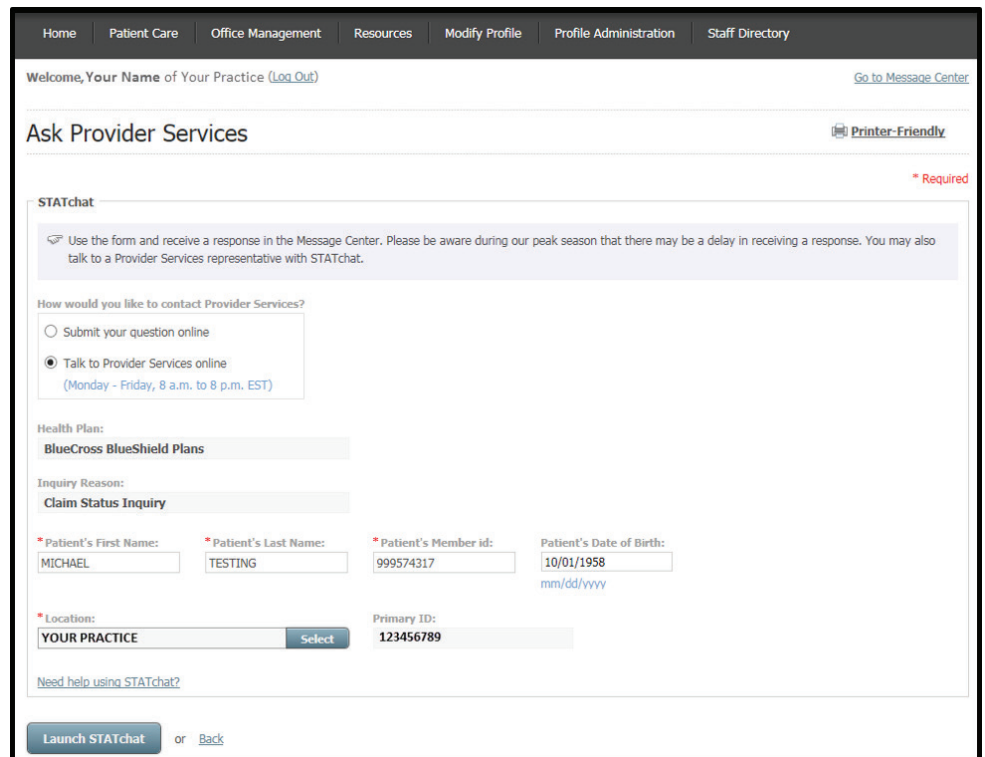 Home Patient Care Office Management Resources Modify Profile Profile Administration Staff Directory
Welcome, Your Name of Your Practice (Log Out) Go to Message Center
Ask Provider Services Printer-Friendly
* Required
STATchat
Use the form and receive a response in the Message Center. Please be aware during our peak season that there may be a delay in receiving a response. You may also
talk to a Provider Services representative with STATchat.
How would you like to contact Provider Services?
Submit your question online
Talk to Provider Services online
(Monday - Friday, 8 a.m. to 8 p.m. EST)
Health Plan:
BlueCross BlueShield Plans
Inquiry Reason:
Claim Status Inquiry
*Patient's First Name: *Patient's Last Name: *Patient's Member id: Patient's Date of Birth:
MICHAEL TESTING 999574317 10/01/1958
mm/dd/yyyy
*Location: Primary ID:
YOUR PRACTICE Select 123456789
Need help using STATchat?
Launch STATchat or Back